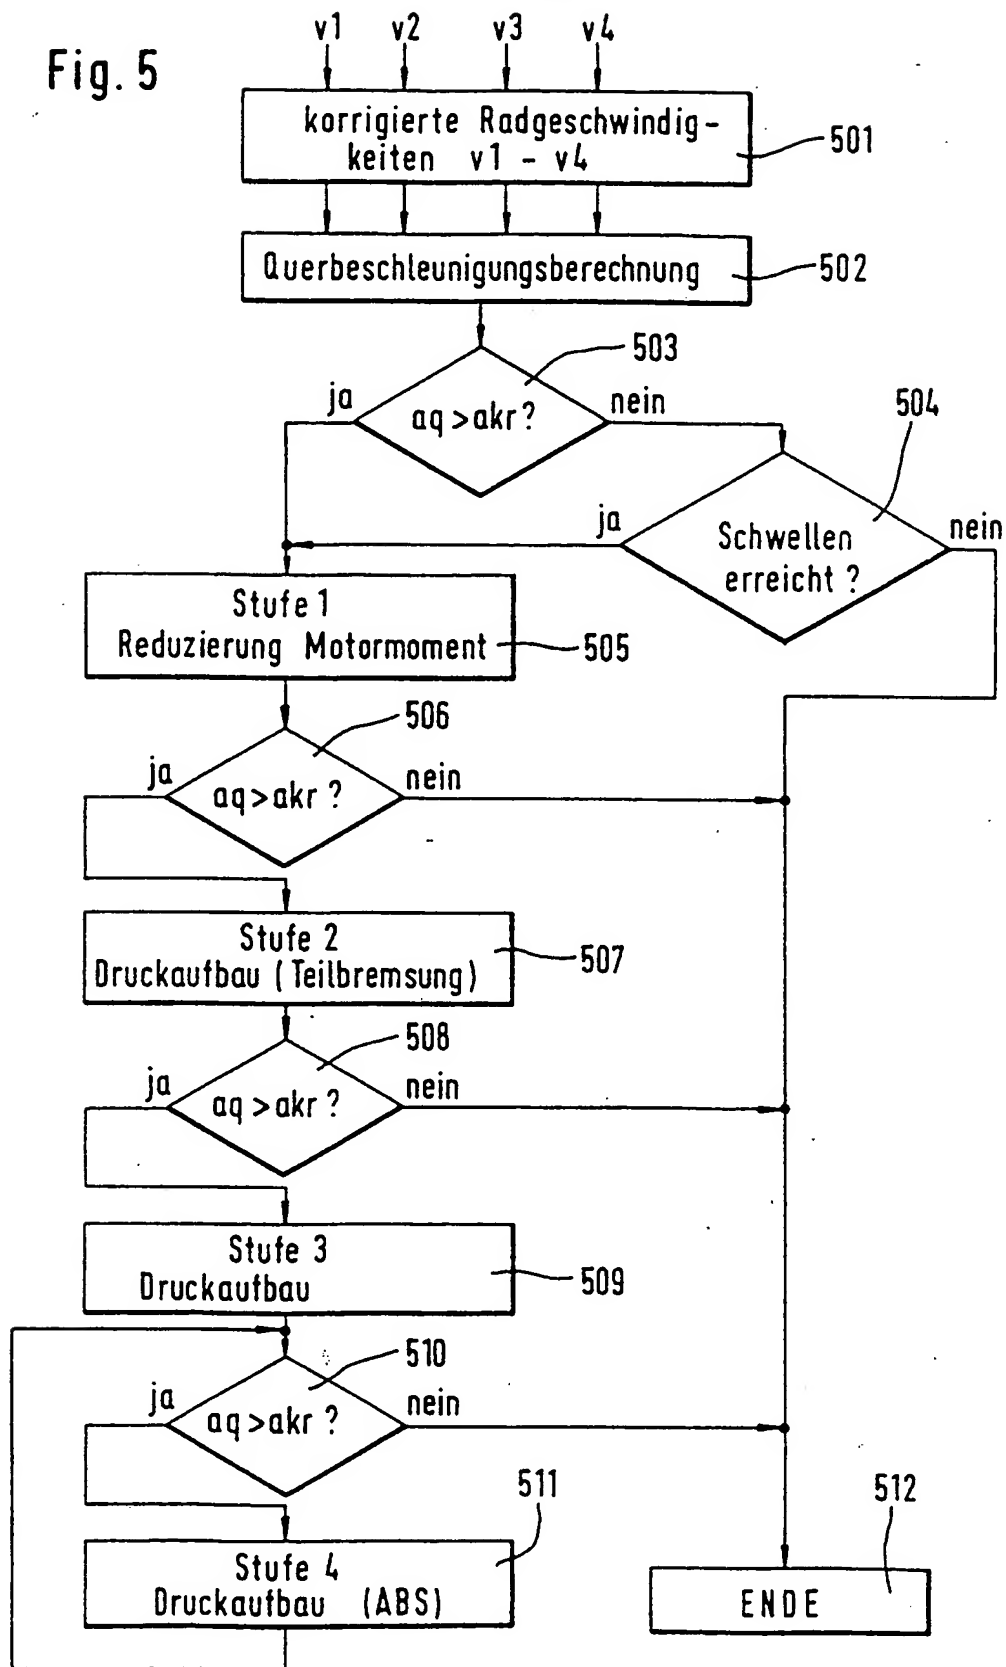 Fig. 5
v1 v2 v3 v4
korrigierte Radgeschwindig-
keiten v1 - v4
501
Querbeschleunigungsberechnung
502
503
ja
aq > akr ?
nein
504
ja
Schwellen
erreicht ?
nein
Stufe 1
Reduzierung Motormoment
505
506
ja
aq > akr ?
nein
Stufe 2
Druckaufbau (Teilbremsung)
507
508
ja
aq > akr ?
nein
Stufe 3
Druckaufbau
509
510
ja
aq > akr ?
nein
511
512
Stufe 4
Druckaufbau (ABS)
ENDE